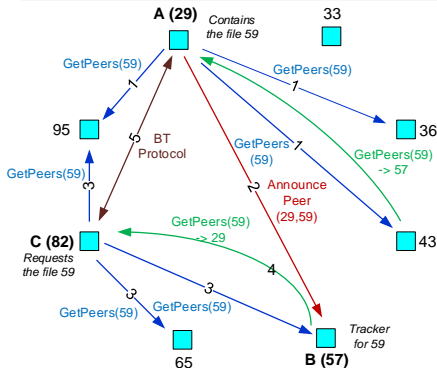 A (29)
Contains
the file 59
33
GetPeers(59)
1
GetPeers(59)
1
95
5
BT
Protocol
GetPeers
(59)
1
36
GetPeers(59)
-> 57
GetPeers(59)
3
2
Announce
Peer
(29,59)
GetPeers(59)
-> 29
43
C (82)
Requests
the file 59
4
3
GetPeers(59)
3
GetPeers(59)
65
Tracker
for 59
B (57)